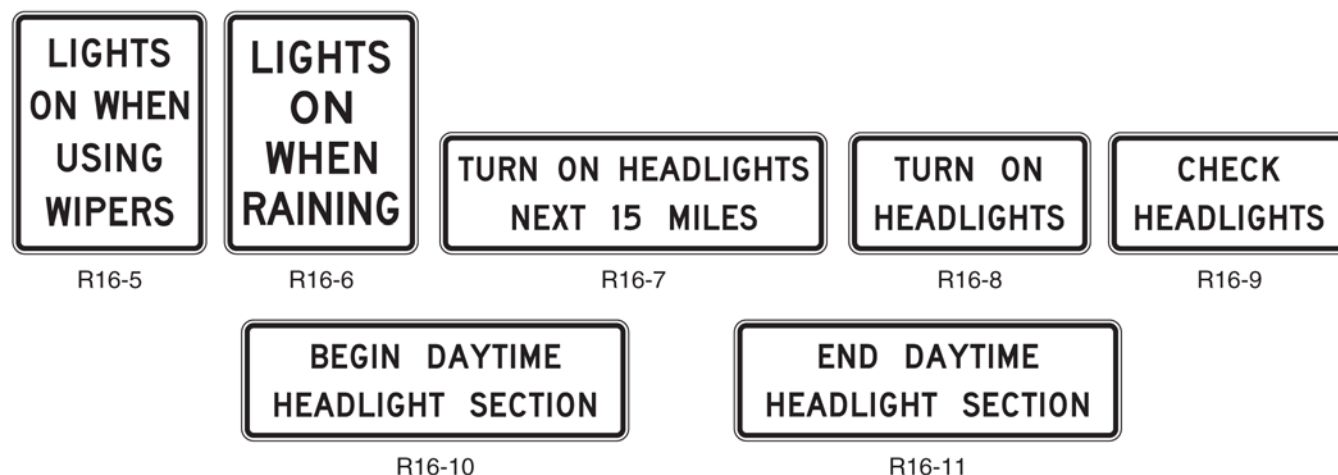 LIGHTS
ON WHEN
USING
WIPERS
R16-5
LIGHTS
ON
WHEN
RAINING
R16-6
TURN ON HEADLIGHTS
NEXT 15 MILES
R16-7
TURN ON
HEADLIGHTS
R16-8
CHECK
HEADLIGHTS
R16-9
BEGIN DAYTIME
HEADLIGHT SECTION
R16-10
END DAYTIME
HEADLIGHT SECTION
R16-11